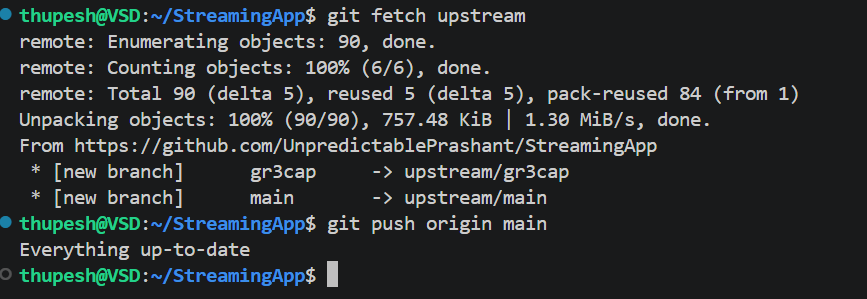 thupesh@VSD:~/StreamingApp$ git fetch upstream
remote: Enumerating objects: 90, done.
remote: Counting objects: 100% (6/6), done.
remote: Total 90 (delta 5), reused 5 (delta 5), pack-reused 84 (from 1)
Unpacking objects: 100% (90/90), 757.48 KiB | 1.30 MiB/s, done.
From https://github.com/UnpredictablePrashant/StreamingApp
 * [new branch]      gr3cap     -> upstream/gr3cap
 * [new branch]      main       -> upstream/main
thupesh@VSD:~/StreamingApp$ git push origin main
Everything up-to-date
thupesh@VSD:~/StreamingApp$